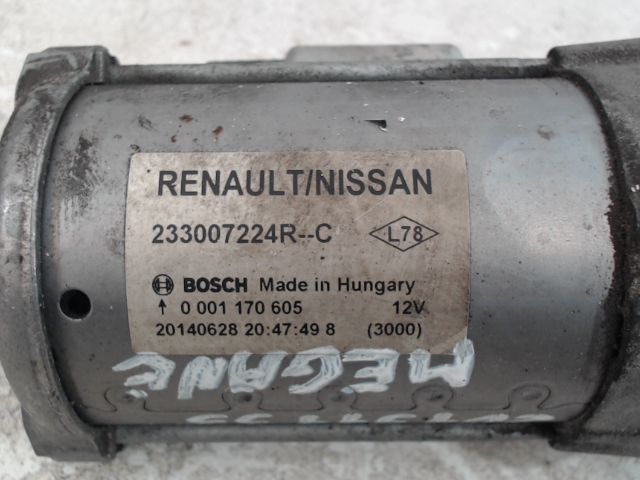 RENAULT/NISSAN
233007224R--C L78
BOSCH Made in Hungary
↑ 0 001 170 605 12V
20140628 20:47:49 8 (3000)
MEGANE